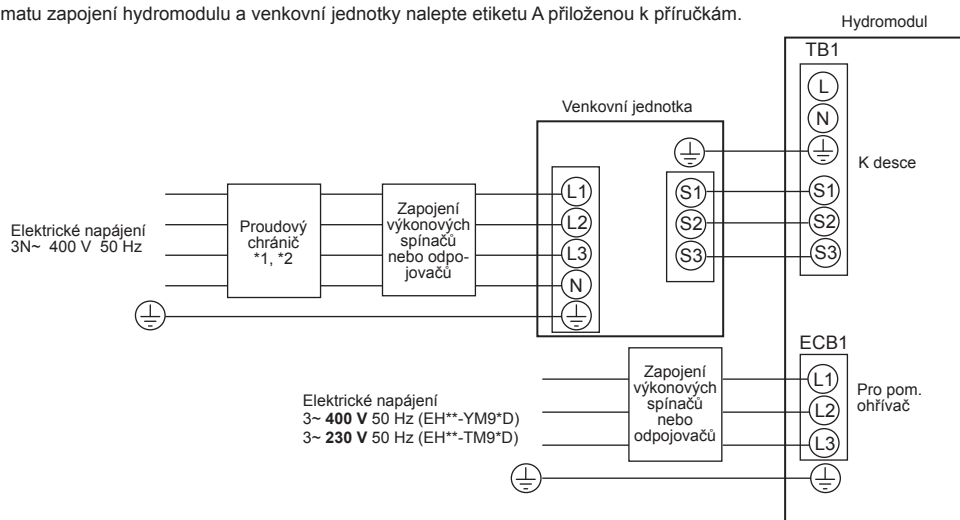 matu zapojení hydromodulu a venkovní jednotky nalepte etiketu A přiloženou k příručkám.
Hydromodul
TB1
L
N
K desce
S1
S2
S3
Venkovní jednotka
L1
L2
L3
N
S1
S2
S3
Elektrické napájení
3N~ 400 V 50 Hz
Proudový
chránič
*1, *2
Zapojení
výkonových
spínačů
nebo odpo-
jovačů
ECB1
L1
L2
L3
Pro pom.
ohřívač
Zapojení
výkonových
spínačů
nebo
odpojovačů
Elektrické napájení
3~ 400 V 50 Hz (EH**-YM9*D)
3~ 230 V 50 Hz (EH**-TM9*D)